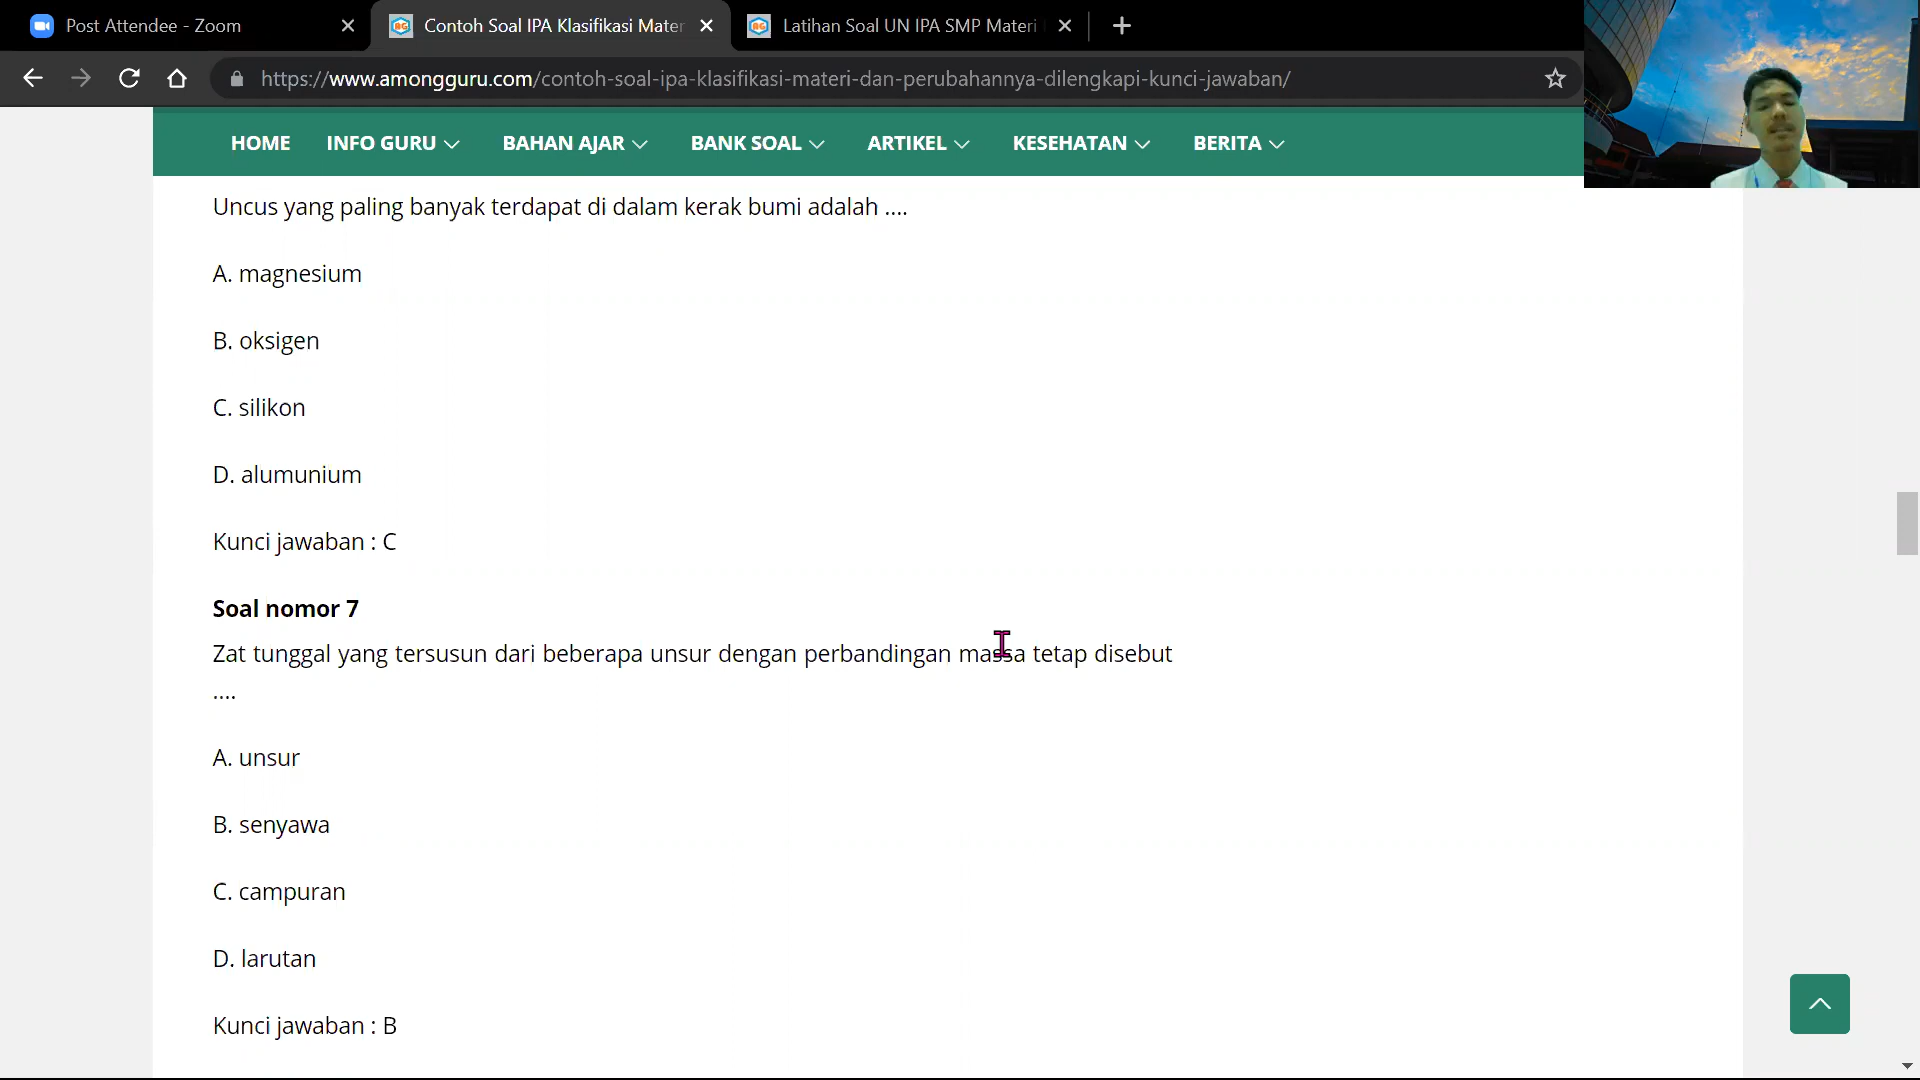 Post Attendee - Zoom
Contoh Soal IPA Klasifikasi Mater
Latihan Soal UN IPA SMP Materi
https://www.amongguru.com/contoh-soal-ipa-klasifikasi-materi-dan-perubahannya-dilengkapi-kunci-jawaban/
HOME INFO GURU BAHAN AJAR BANK SOAL ARTIKEL KESEHATAN BERITA
Uncus yang paling banyak terdapat di dalam kerak bumi adalah ....
A. magnesium
B. oksigen
C. silikon
D. alumunium
Kunci jawaban : C
Soal nomor 7
Zat tunggal yang tersusun dari beberapa unsur dengan perbandingan massa tetap disebut
....
A. unsur
B. senyawa
C. campuran
D. larutan
Kunci jawaban : B